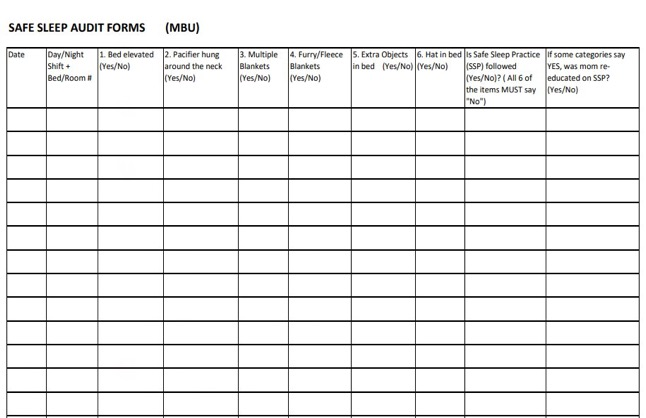 SAFE SLEEP AUDIT FORMS (MBU)
Date
Day/Night
Shift +
Bed/Room #
1. Bed elevated
(Yes/No)
2. Pacifier hung
around the neck
(Yes/No)
3. Multiple
Blankets
(Yes/No)
4. Furry/Fleece
Blankets
(Yes/No)
5. Extra Objects
in bed (Yes/No)
6. Hat in bed
(Yes/No)
Is Safe Sleep Practice
(SSP) followed
(Yes/No)? ( All 6 of
the items MUST say
"No")
If some categories say
YES, was mom re-
educated on SSP?
(Yes/No)